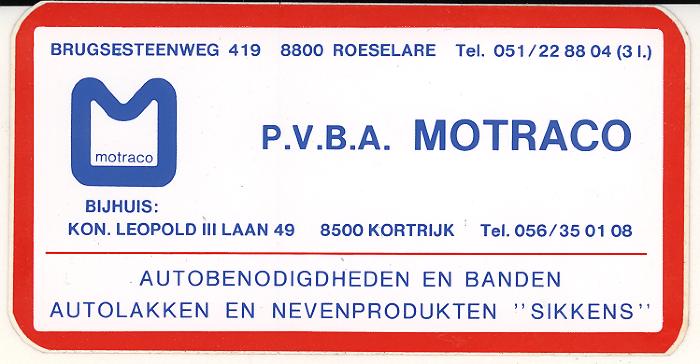 BRUGSESTEENWEG 419 8800 ROESELARE Tel. 051/22 88 04 (3 l.)
motraco
P.V.B.A. MOTRACO
BIJHUIS:
KON. LEOPOLD III LAAN 49 8500 KORTRIJK Tel. 056/35 01 08
AUTOBENODIGDHEDEN EN BANDEN
AUTOLAKKEN EN NEVENPRODUKTEN "SIKKENS"